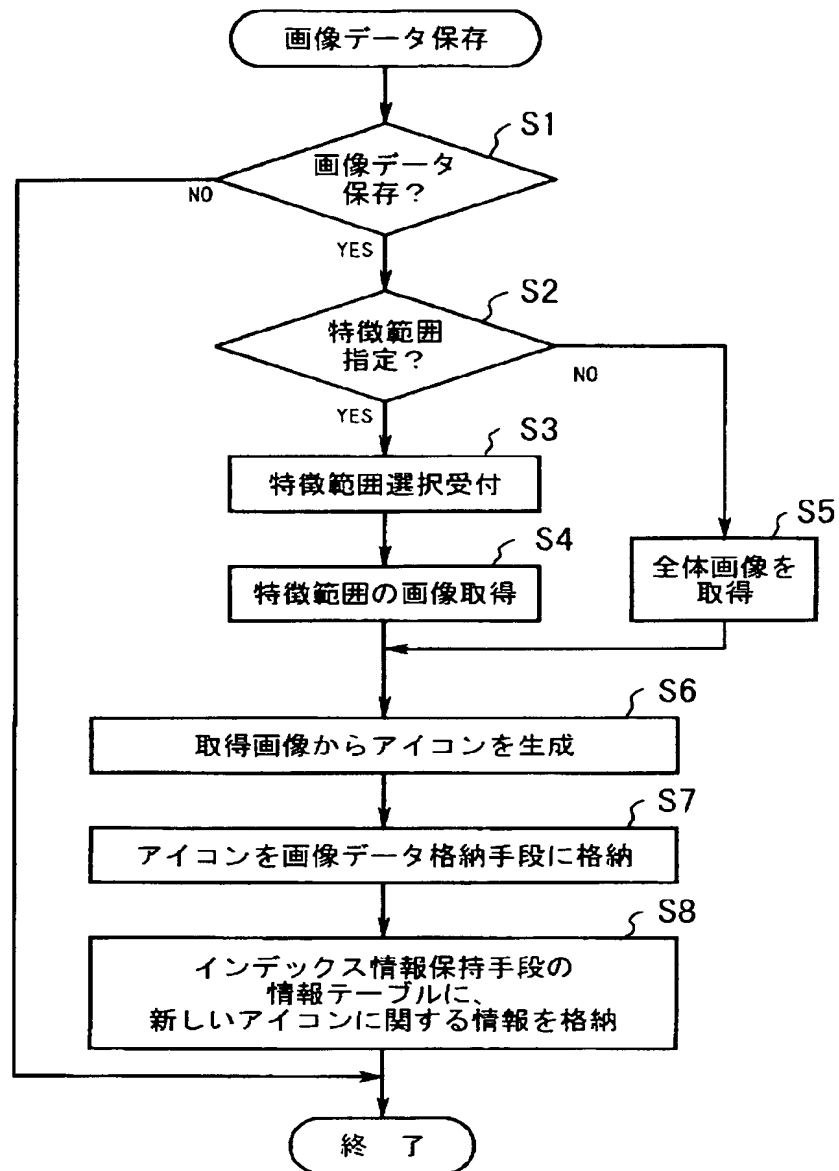 画像データ保存
S1
画像データ
保存?
NO
YES
S2
特徴範囲
指定?
NO
YES
S3
特徴範囲選択受付
S4
特徴範囲の画像取得
S5
全体画像を
取得
S6
取得画像からアイコンを生成
S7
アイコンを画像データ格納手段に格納
S8
インデックス情報保持手段の
情報テーブルに、
新しいアイコンに関する情報を格納
終 了